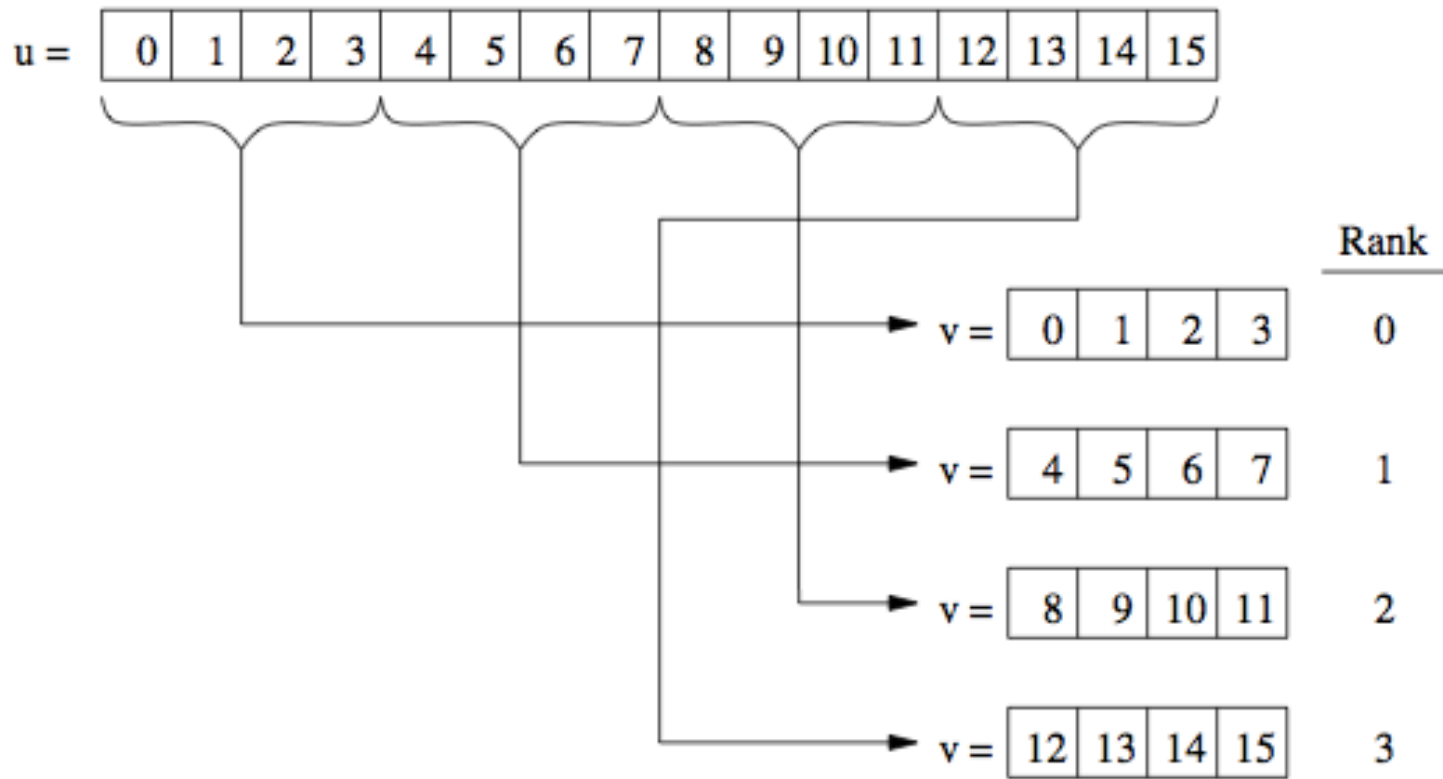 u = 0 1 2 3 4 5 6 7 8 9 10 11 12 13 14 15
Rank
v = 0 1 2 3 0
v = 4 5 6 7 1
v = 8 9 10 11 2
v = 12 13 14 15 3